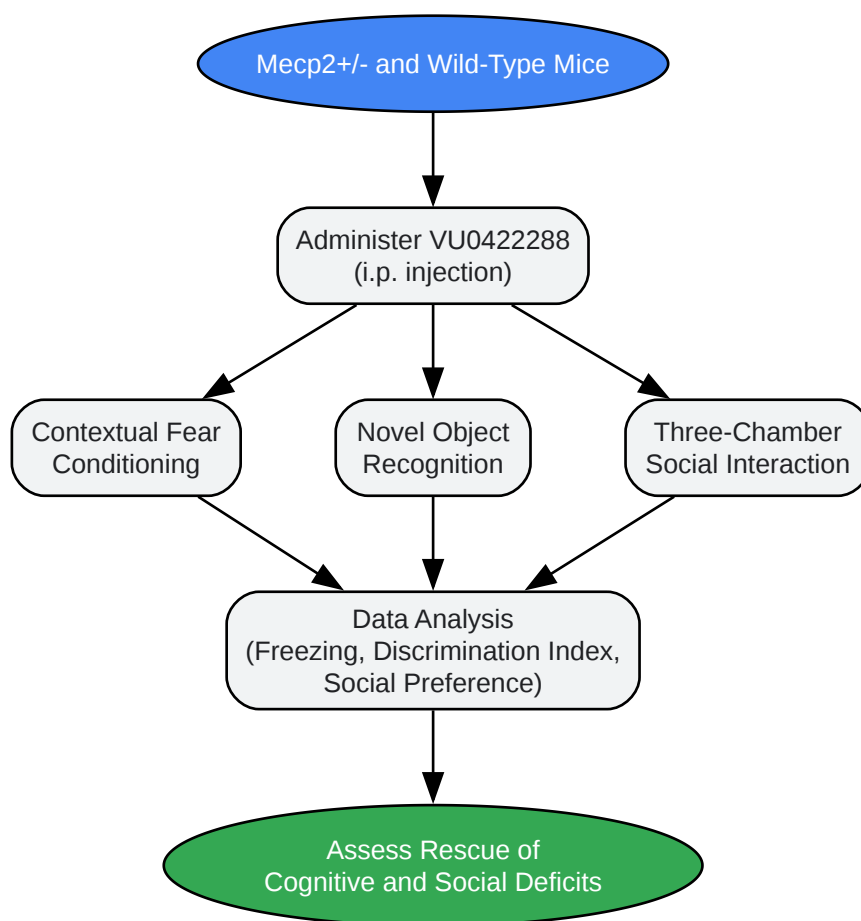 Mecp2+/- and Wild-Type Mice
Administer VU0422288
(i.p. injection)
Contextual Fear
Conditioning
Novel Object
Recognition
Three-Chamber
Social Interaction
Data Analysis
(Freezing, Discrimination Index,
Social Preference)
Assess Rescue of
Cognitive and Social Deficits